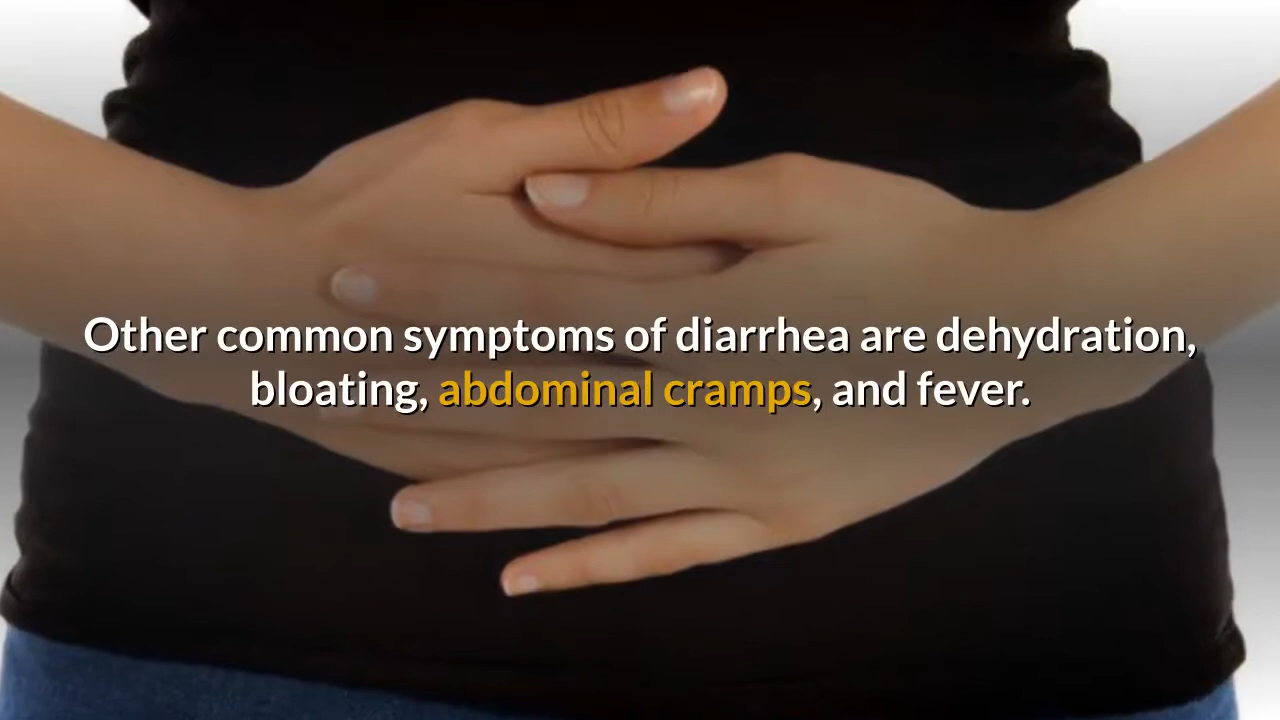 Other common symptoms of diarrhea are dehydration,
bloating, abdominal cramps, and fever.